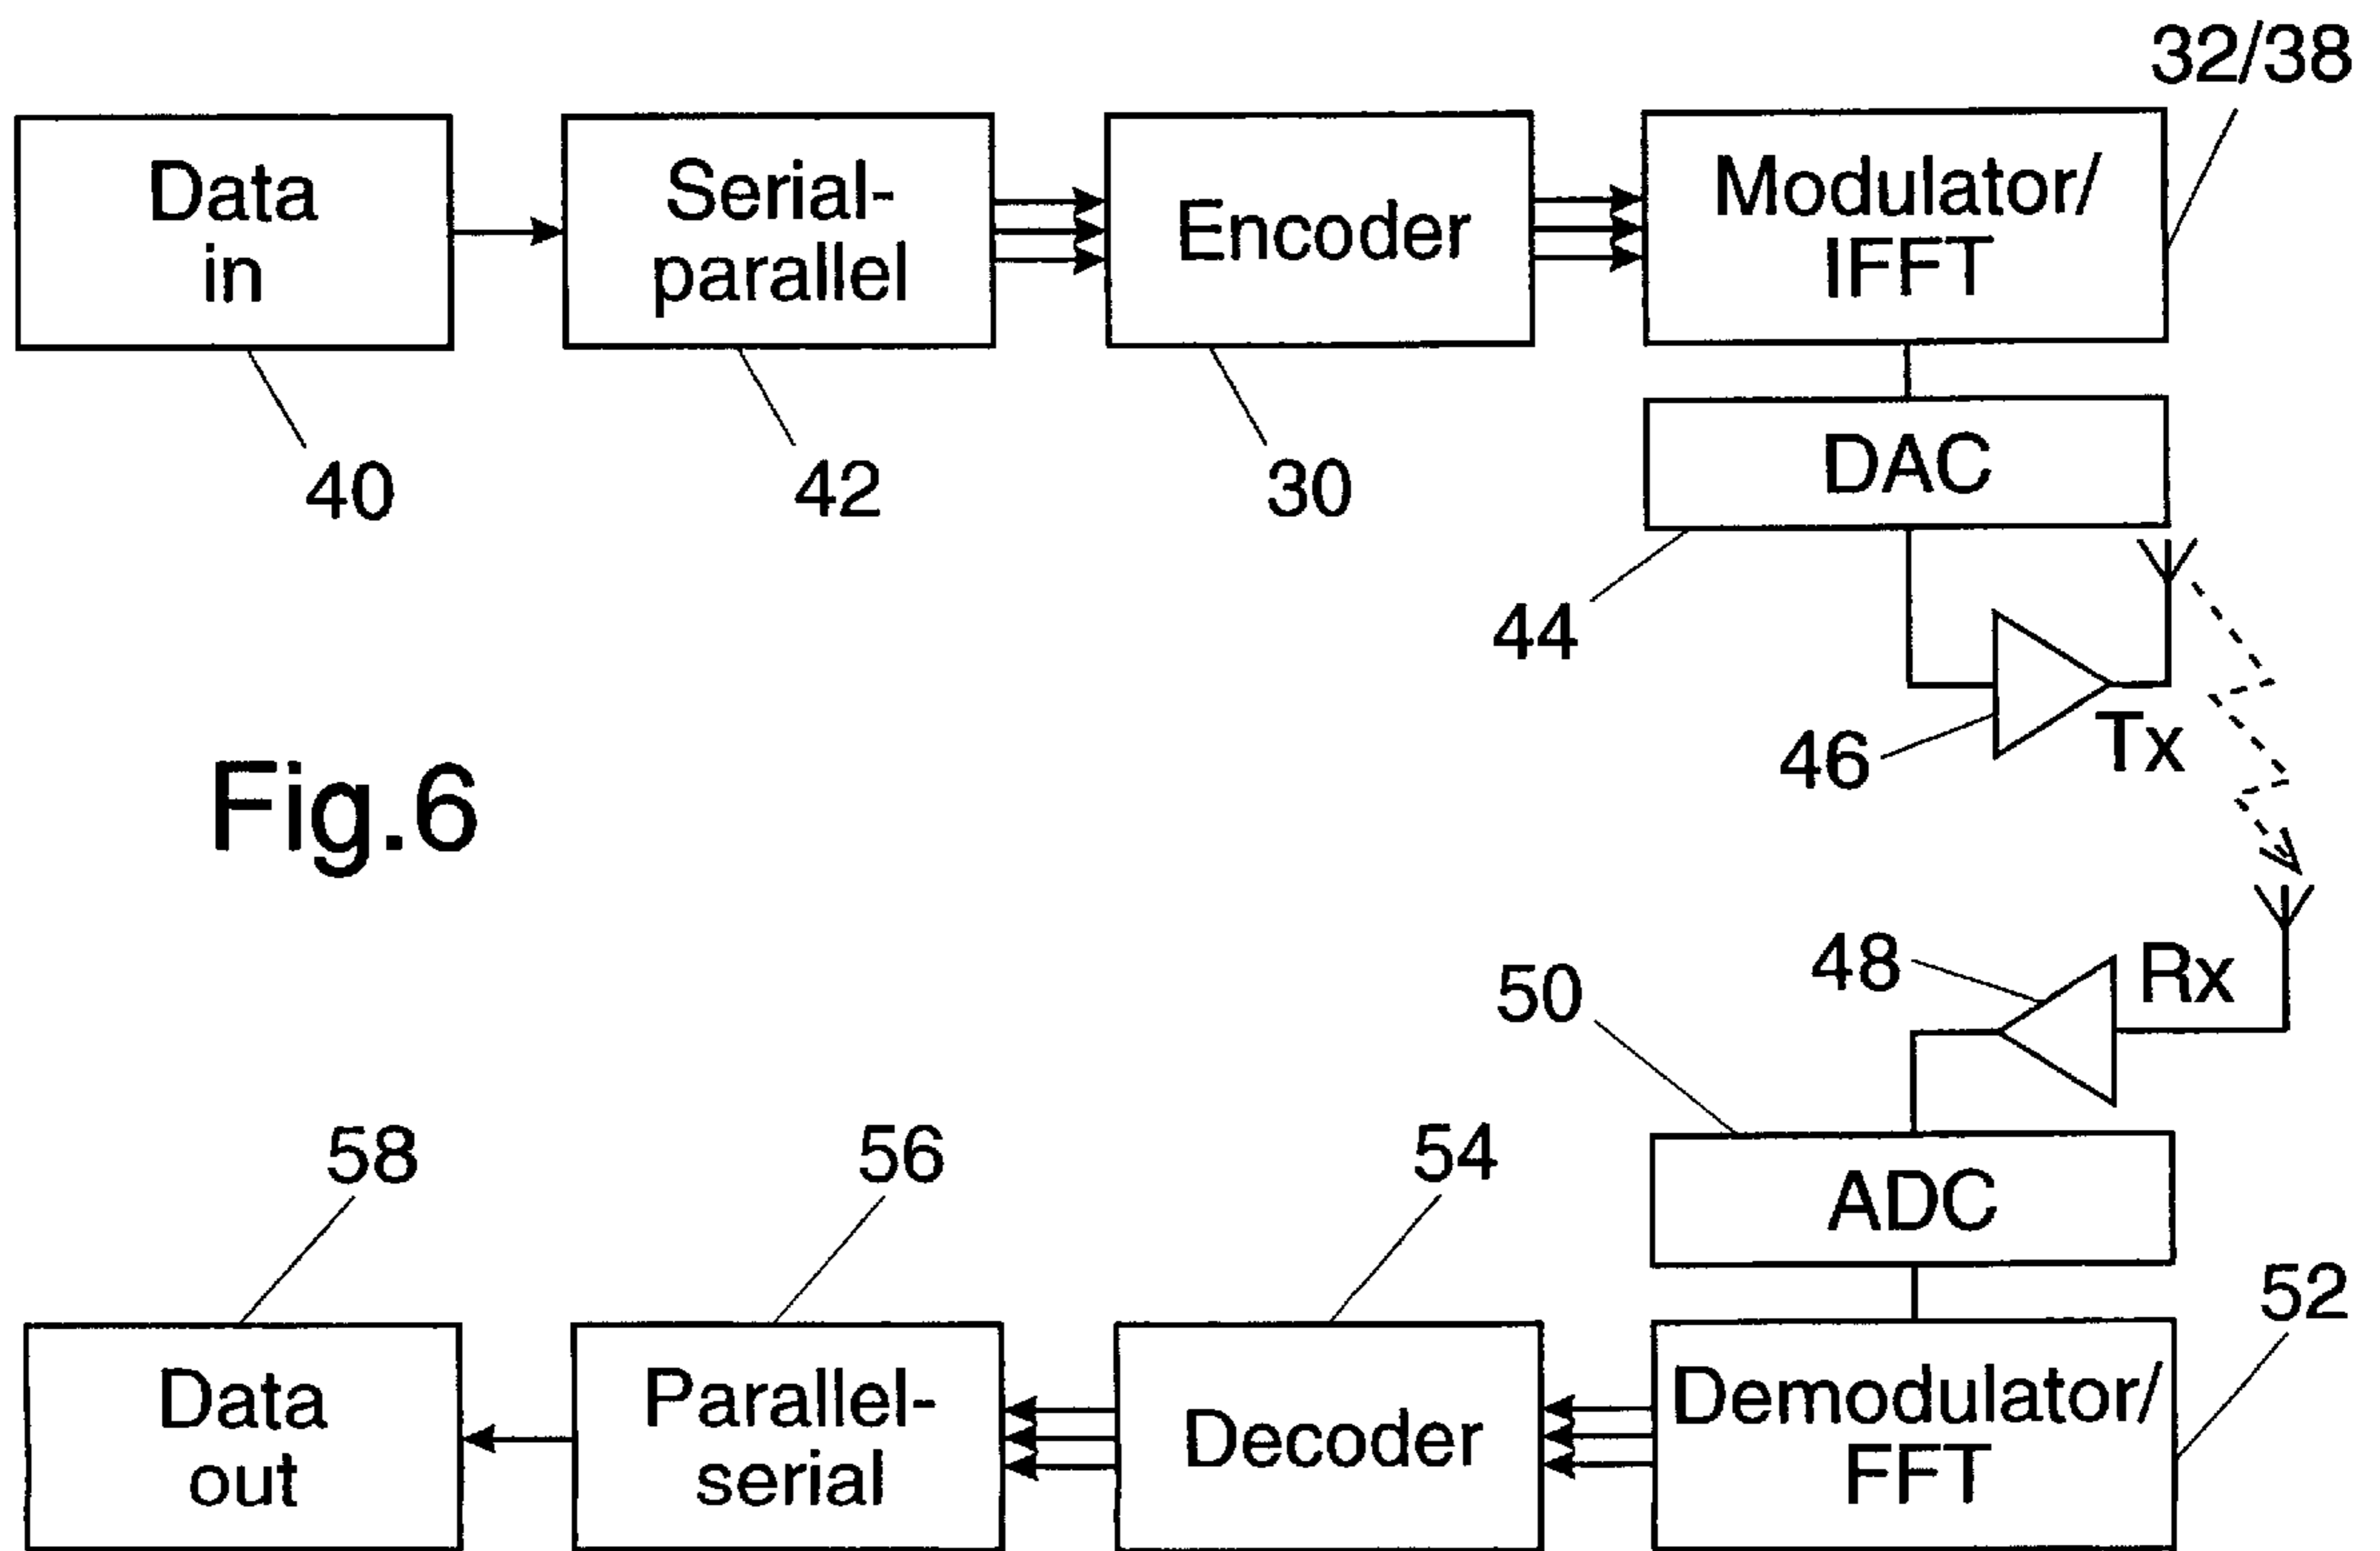 32/38
Data
in
Serial-
parallel
Encoder
Modulator/
IFFT
40
42
30
DAC
44
46
Tx
Fig.6
48
Rx
50
ADC
58
56
54
52
Data
out
Parallel-
serial
Decoder
Demodulator/
FFT